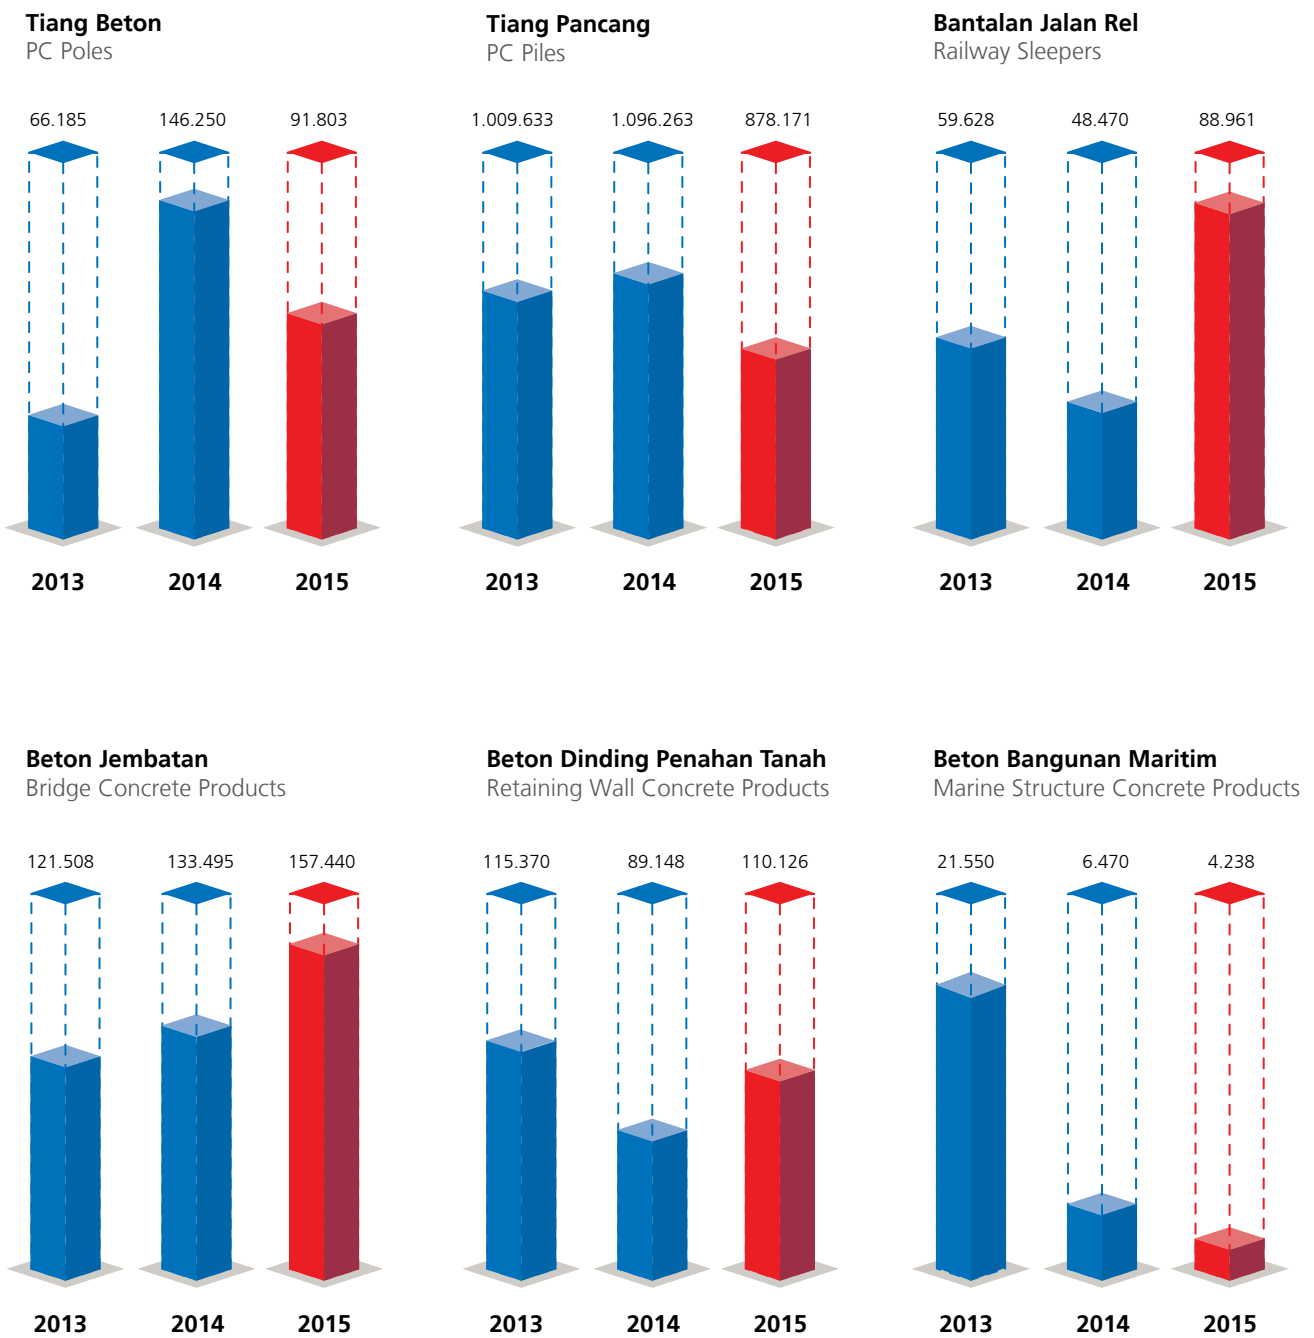 Tiang Beton
PC Poles
66.185 146.250 91.803
2013 2014 2015
Tiang Pancang
PC Piles
1.009.633 1.096.263 878.171
2013 2014 2015
Bantalan Jalan Rel
Railway Sleepers
59.628 48.470 88.961
2013 2014 2015
Beton Jembatan
Bridge Concrete Products
121.508 133.495 157.440
2013 2014 2015
Beton Dinding Penahan Tanah
Retaining Wall Concrete Products
115.370 89.148 110.126
2013 2014 2015
Beton Bangunan Maritim
Marine Structure Concrete Products
21.550 6.470 4.238
2013 2014 2015